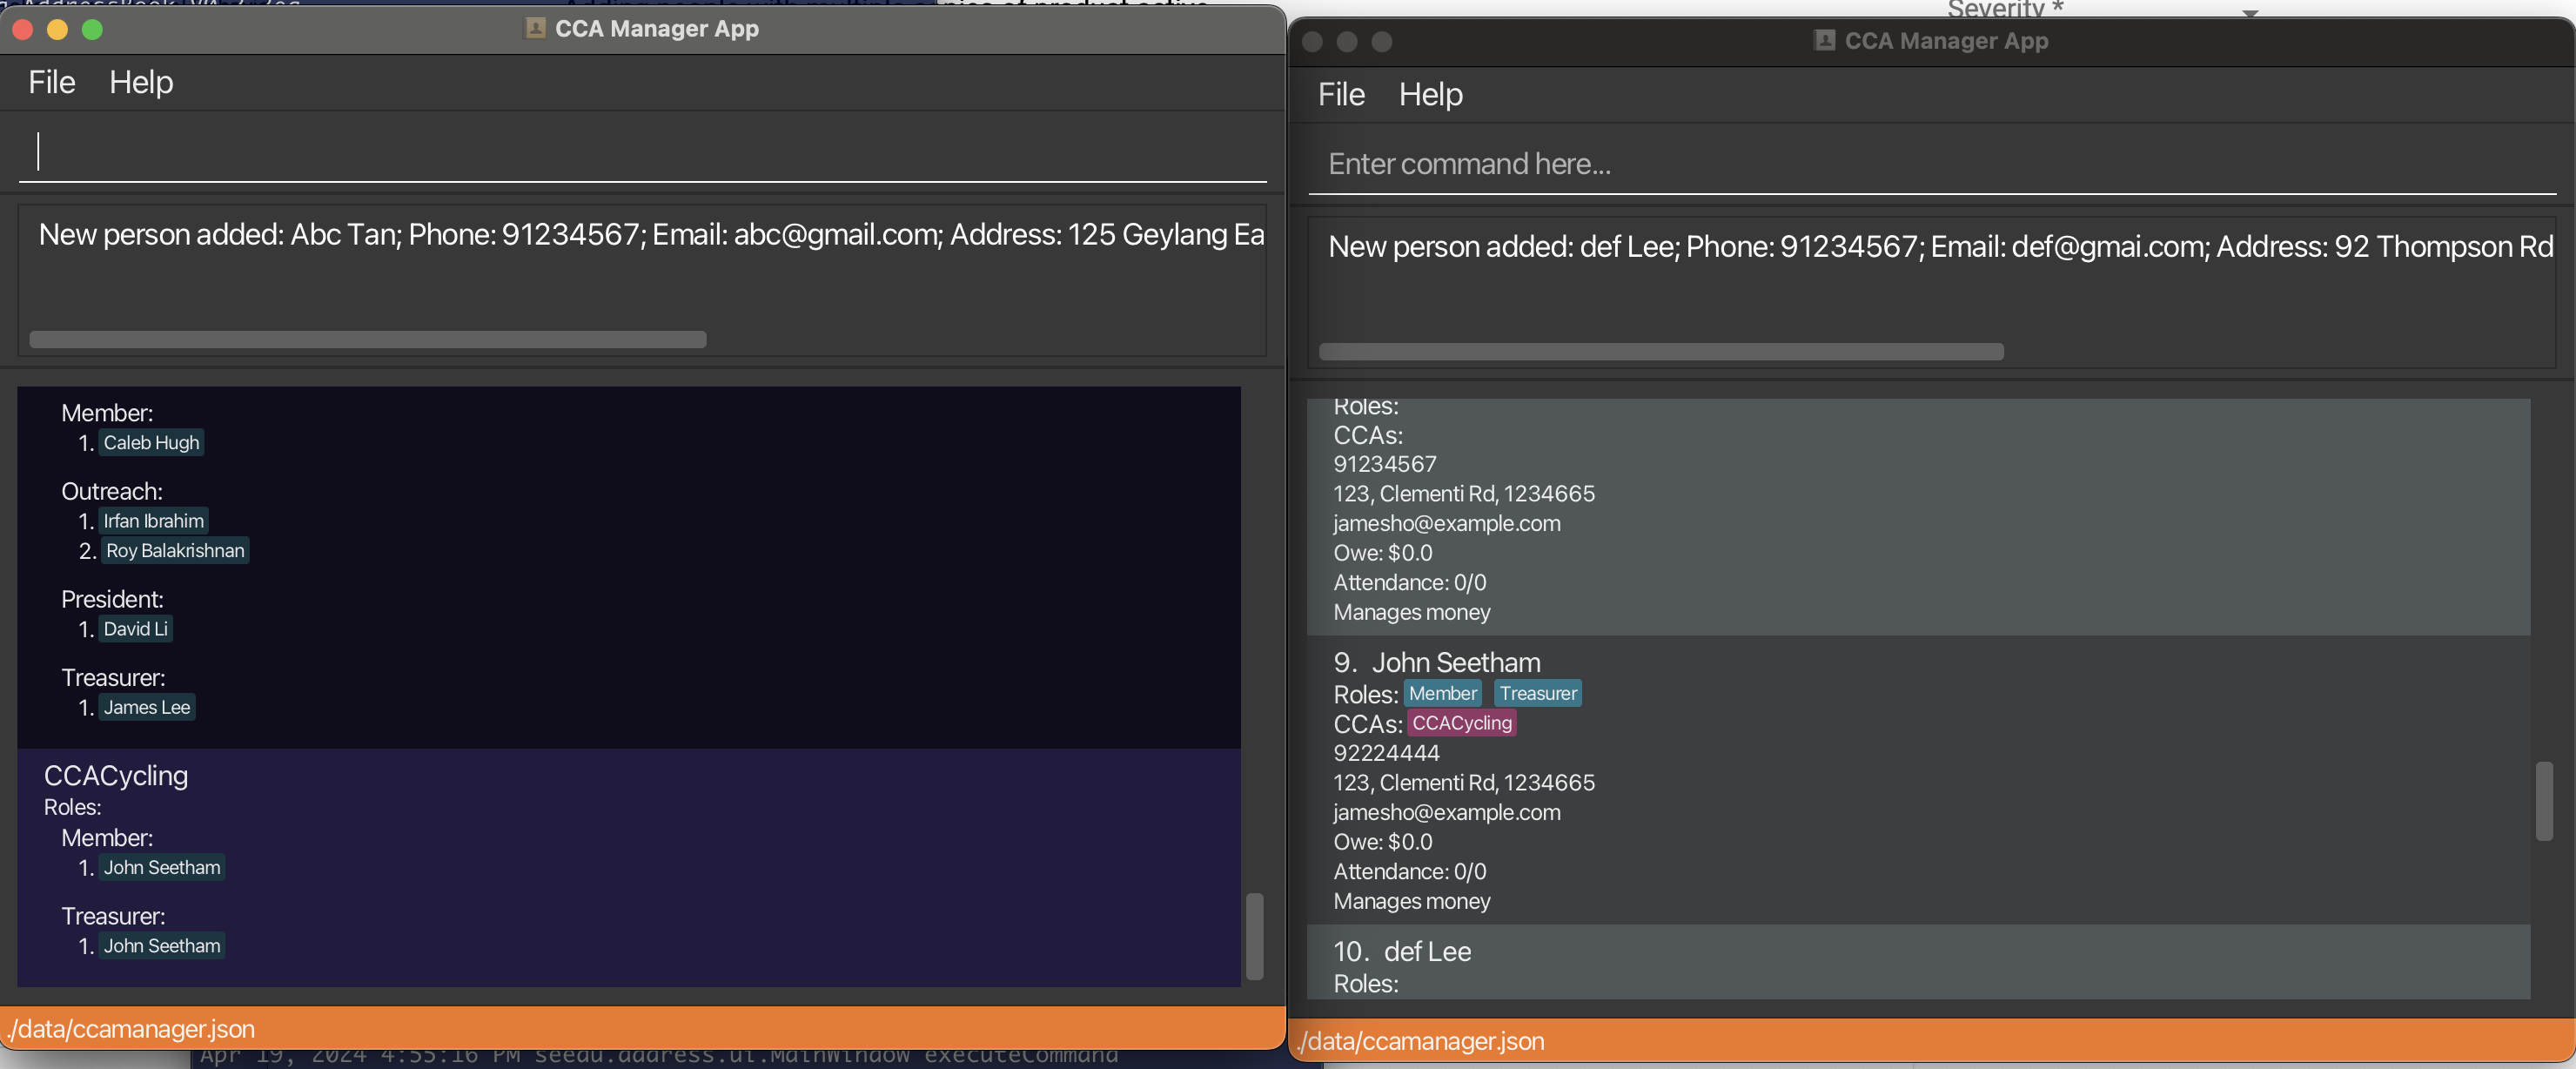 Severity *
CCA Manager App
File Help
New person added: Abc Tan; Phone: 91234567; Email: abc@gmail.com; Address: 125 Geylang Ea
Member:
1. Caleb Hugh
Outreach:
1. Irfan Ibrahim
2. Roy Balakrishnan
President:
1. David Li
Treasurer:
1. James Lee
CCACycling
Roles:
Member:
1. John Seetham
Treasurer:
1. John Seetham
./data/ccamanager.json
Apr 19, 2024 4:55:16 PM seedu.address.ui.MainWindow executeCommand
CCA Manager App
File Help
Enter command here...
New person added: def Lee; Phone: 91234567; Email: def@gmai.com; Address: 92 Thompson Rd
Roles:
CCAs:
91234567
123, Clementi Rd, 1234665
jamesho@example.com
Owe: $0.0
Attendance: 0/0
Manages money
9. John Seetham
Roles: Member Treasurer
CCAs: CCACycling
92224444
123, Clementi Rd, 1234665
jamesho@example.com
Owe: $0.0
Attendance: 0/0
Manages money
10. def Lee
Roles:
./data/ccamanager.json